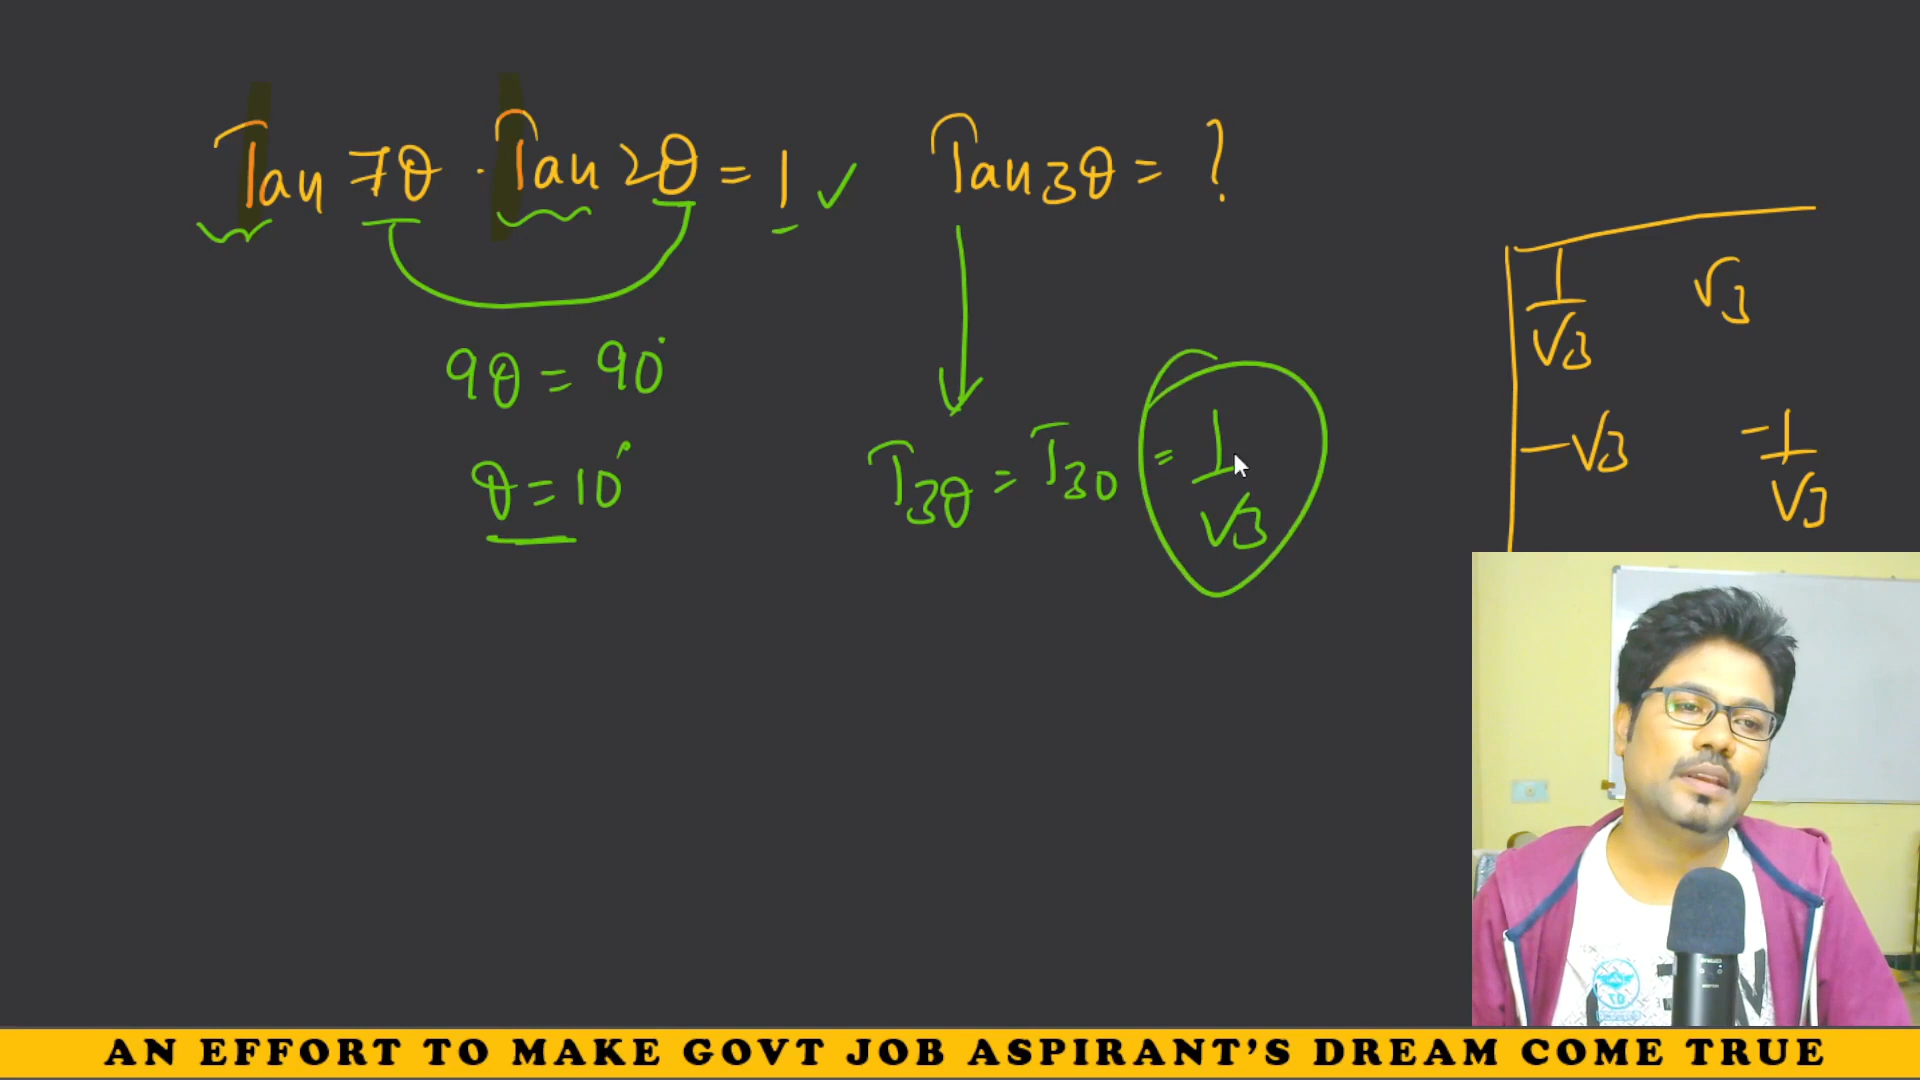 Tan 7θ · Tan 2θ = 1 ✓ Tan 3θ = ?
9θ = 90°
θ = 10°
T3θ = T30 = 1/√3
1/√3 √3
-√3 -1/√3
AN EFFORT TO MAKE GOVT JOB ASPIRANT'S DREAM COME TRUE